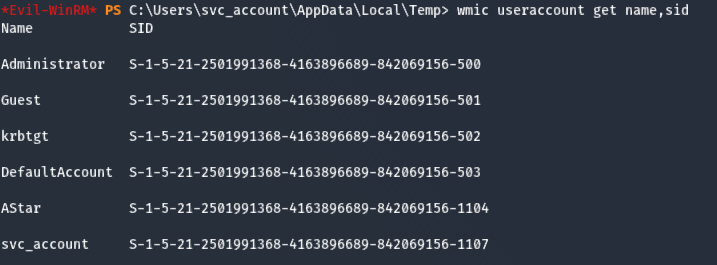 *Evil-WinRM* PS C:\Users\svc_account\AppData\Local\Temp> wmic useraccount get name,sid
Name SID
Administrator S-1-5-21-2501991368-4163896689-842069156-500
Guest S-1-5-21-2501991368-4163896689-842069156-501
krbtgt S-1-5-21-2501991368-4163896689-842069156-502
DefaultAccount S-1-5-21-2501991368-4163896689-842069156-503
AStar S-1-5-21-2501991368-4163896689-842069156-1104
svc_account S-1-5-21-2501991368-4163896689-842069156-1107